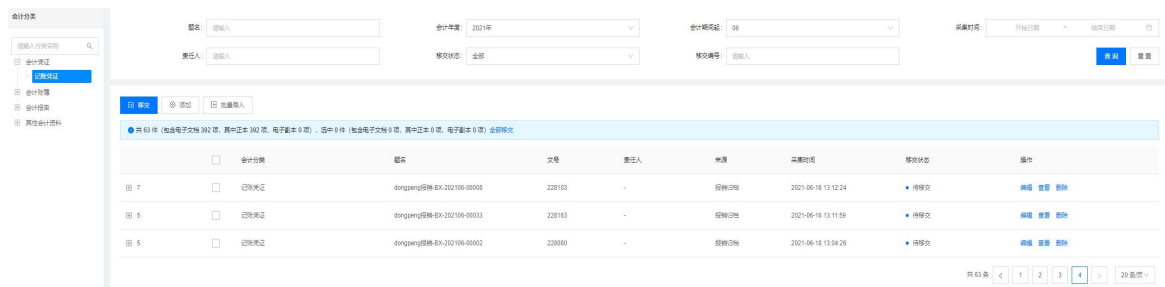 会计分类
请输入分类名称
会计凭证
记账凭证
会计账簿
会计报表
其他会计资料
题名: 请输入 会计年度: 2021年 会计期间起: 06 采集时间: 开始日期 ~ 结束日期
责任人: 请输入 移交状态: 全部 移交编号: 请输入 查询 重置
移交 添加 批量导入
共 63 件（包含电子文档 392 项，其中正本 392 项，电子副本 0 项），选中 0 件（包含电子文档 0 项，其中正本 0 项，电子副本 0 项）全部移交
会计分类 题名 文号 责任人 来源 采集时间 移交状态 操作
7 记账凭证 dongpeng报销-BX-202106-00008 228103 - 报销归档 2021-06-18 13:12:24 待移交 编辑 查看 删除
5 记账凭证 dongpeng报销-BX-202106-00033 228163 - 报销归档 2021-06-18 13:11:59 待移交 编辑 查看 删除
5 记账凭证 dongpeng报销-BX-202106-00002 228080 - 报销归档 2021-06-18 13:04:26 待移交 编辑 查看 删除
共 63 条 < 1 2 3 4 > 20 条/页